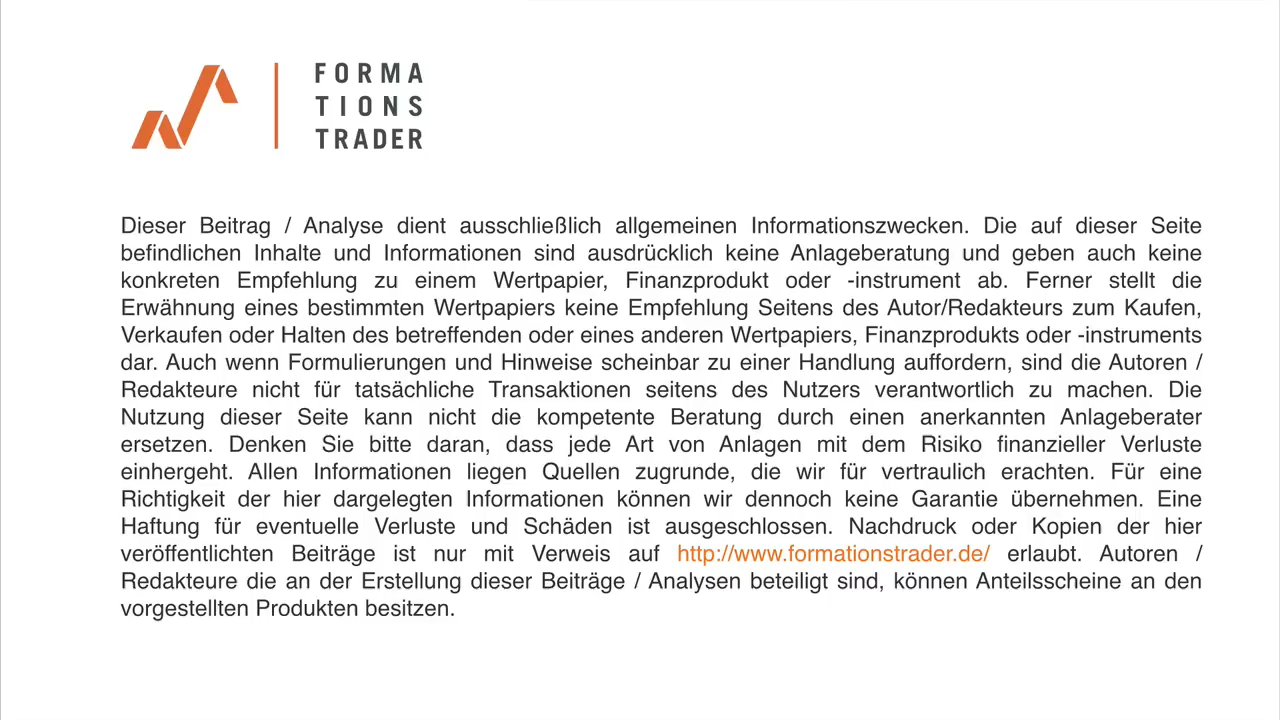 FORMA
TIONS
TRADER
Dieser Beitrag / Analyse dient ausschließlich allgemeinen Informationszwecken. Die auf dieser Seite
befindlichen Inhalte und Informationen sind ausdrücklich keine Anlageberatung und geben auch keine
konkreten Empfehlung zu einem Wertpapier, Finanzprodukt oder -instrument ab. Ferner stellt die
Erwähnung eines bestimmten Wertpapiers keine Empfehlung Seitens des Autor/Redakteurs zum Kaufen,
Verkaufen oder Halten des betreffenden oder eines anderen Wertpapiers, Finanzprodukts oder -instruments
dar. Auch wenn Formulierungen und Hinweise scheinbar zu einer Handlung auffordern, sind die Autoren /
Redakteure nicht für tatsächliche Transaktionen seitens des Nutzers verantwortlich zu machen. Die
Nutzung dieser Seite kann nicht die kompetente Beratung durch einen anerkannten Anlageberater
ersetzen. Denken Sie bitte daran, dass jede Art von Anlagen mit dem Risiko finanzieller Verluste
einhergeht. Allen Informationen liegen Quellen zugrunde, die wir für vertraulich erachten. Für eine
Richtigkeit der hier dargelegten Informationen können wir dennoch keine Garantie übernehmen. Eine
Haftung für eventuelle Verluste und Schäden ist ausgeschlossen. Nachdruck oder Kopien der hier
veröffentlichten Beiträge ist nur mit Verweis auf http://www.formationstrader.de/ erlaubt. Autoren /
Redakteure die an der Erstellung dieser Beiträge / Analysen beteiligt sind, können Anteilsscheine an den
vorgestellten Produkten besitzen.